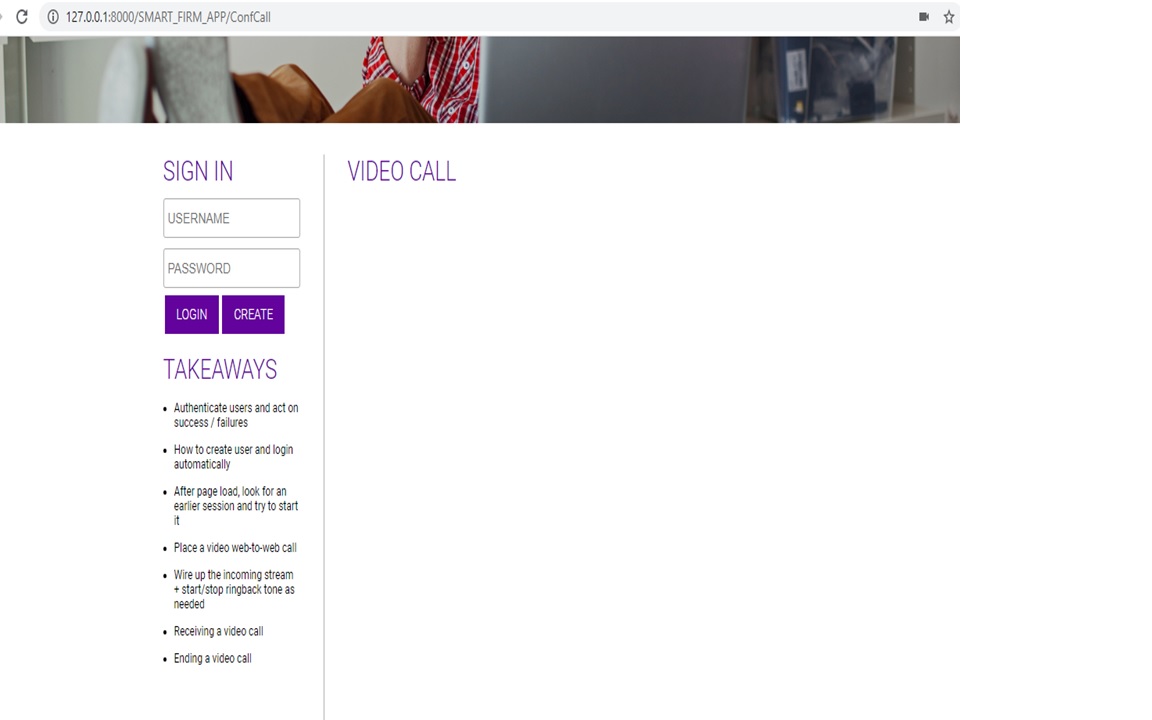 127.0.0.1:8000/SMART_FIRM_APP/ConfCall
SIGN IN
USERNAME
PASSWORD
LOGIN CREATE
TAKEAWAYS
• Authenticate users and act on
success / failures
• How to create user and login
automatically
• After page load, look for an
earlier session and try to start
it
• Place a video web-to-web call
• Wire up the incoming stream
+ start/stop ringback tone as
needed
• Receiving a video call
• Ending a video call
VIDEO CALL